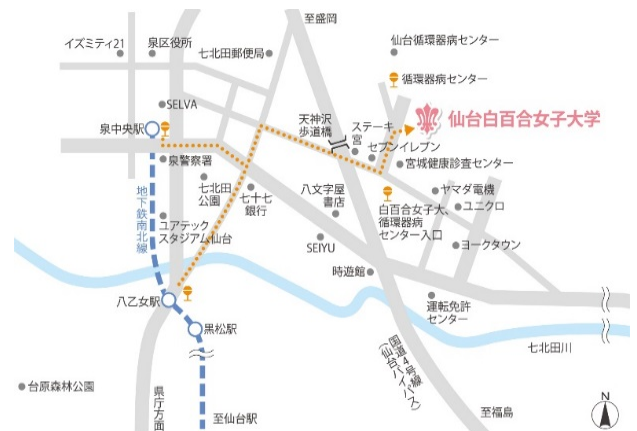 至盛岡
イズミティ21
泉区役所
七北田郵便局
仙台循環器病センター
循環器病センター
SELVA
仙台白百合女子大学
天神沢
歩道橋
ステーキ
宮
セブンイレブン
泉中央駅
泉警察署
宮城健康診査センター
七北田
公園
七十七
銀行
八文字屋
書店
白百合女子大、
循環器病
センター入口
ヤマダ電機
ユニクロ
地下鉄南北線
ユアテック
スタジアム仙台
SEIYU
ヨークタウン
時遊館
八乙女駅
運転免許
センター
黒松駅
国道4号線
(仙台バイパス)
七北田川
台原森林公園
県庁方面
至仙台駅
至福島
N